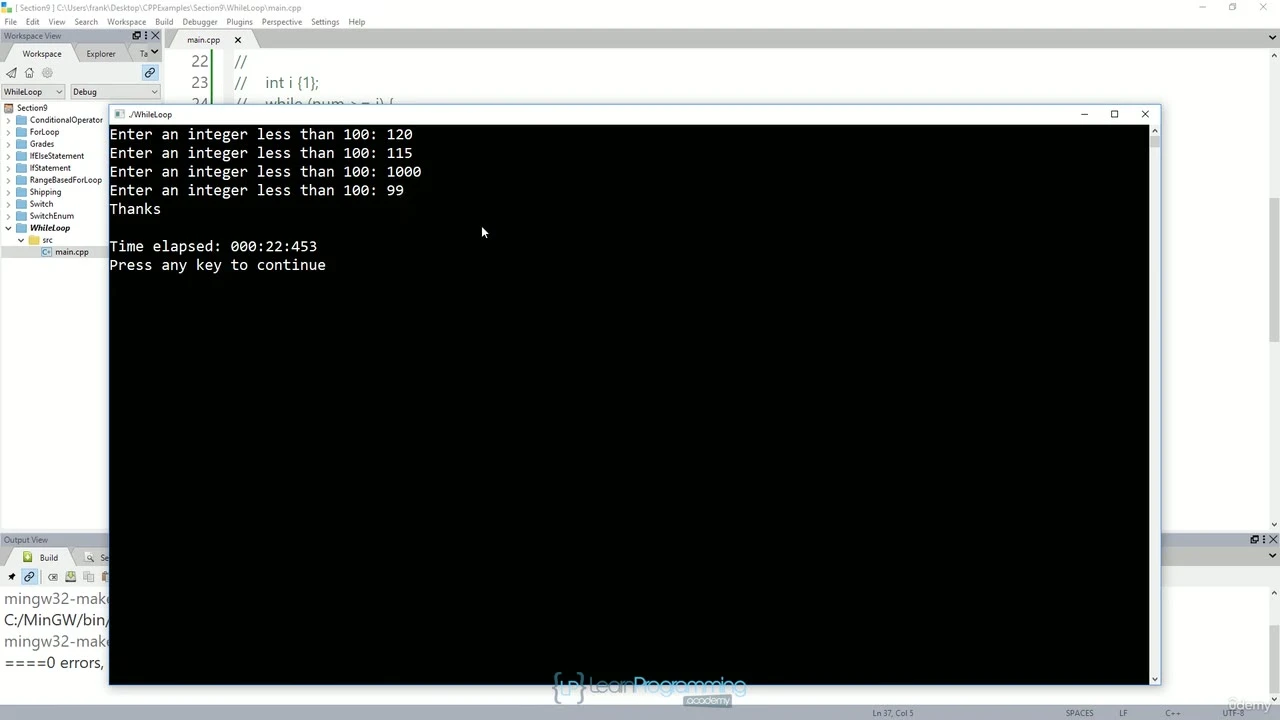 [ Section9 ] C:\Users\frank\Desktop\CPPExamples\Section9\WhileLoop\main.cpp
File Edit View Search Workspace Build Debugger Plugins Perspective Settings Help
Workspace View
main.cpp
Workspace Explorer Ta
WhileLoop Debug
Section9
ConditionalOperator
ForLoop
Grades
IfElseStatement
IfStatement
RangeBasedForLoop
Shipping
Switch
SwitchEnum
WhileLoop
src
main.cpp
22 //
23 // int i {1};
24 // while (num >= i) {
./WhileLoop
Enter an integer less than 100: 120
Enter an integer less than 100: 115
Enter an integer less than 100: 1000
Enter an integer less than 100: 99
Thanks
Time elapsed: 000:22:453
Press any key to continue
Output View
Build Se
mingw32-make
C:/MinGW/bin/
mingw32-make
====0 errors,
LearnProgramming
academy
Ln 37, Col 5 SPACES LF C++ UTF-8
udemy